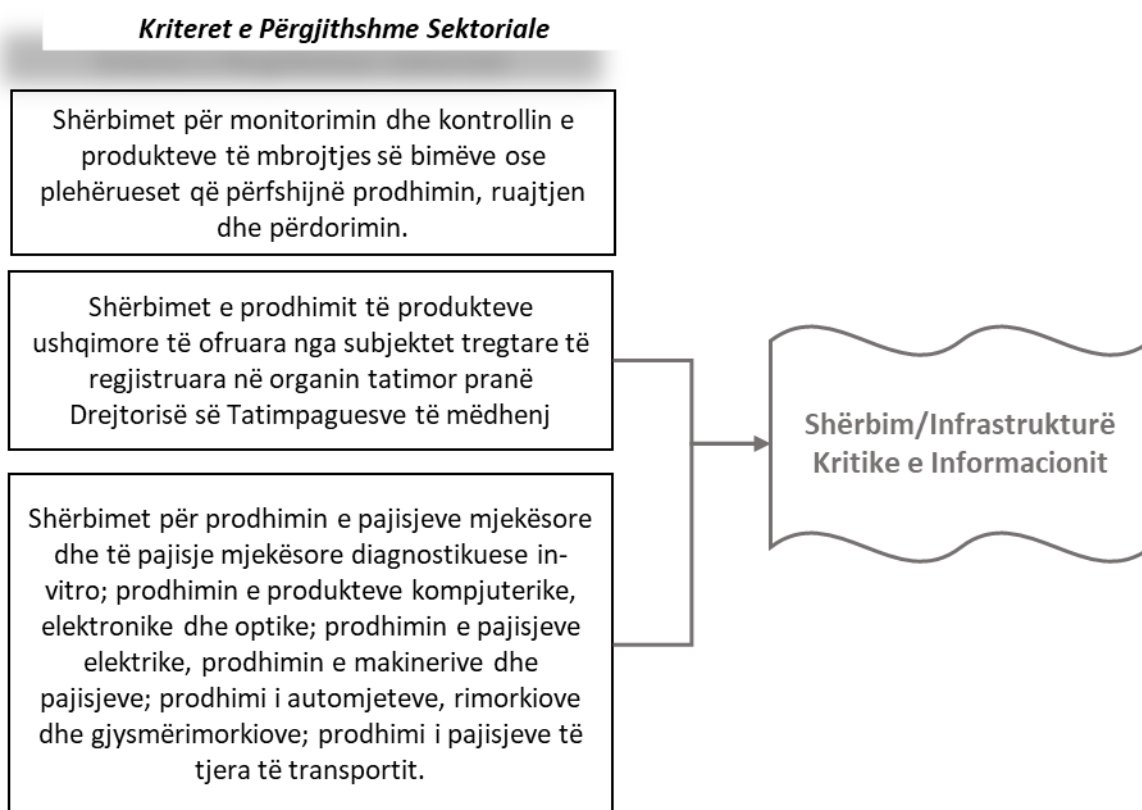 Kriteret e Përgjithshme Sektoriale
Shërbimet për monitorimin dhe kontrollin e
produkteve të mbrojtjes së bimëve ose
plehërueset që përfshijnë prodhimin, ruajtjen
dhe përdorimin.
Shërbimet e prodhimit të produkteve
ushqimore të ofruara nga subjektet tregtare të
regjistruara në organin tatimor pranë
Drejtorisë së Tatimpaguesve të mëdhenj
Shërbimet për prodhimin e pajisjeve mjekësore
dhe të pajisje mjekësore diagnostikuese in-
vitro; prodhimin e produkteve kompjuterike,
elektronike dhe optike; prodhimin e pajisjeve
elektrike, prodhimin e makinerive dhe
pajisjeve; prodhimi i automjeteve, rimorkiove
dhe gjysmërimorkiove; prodhimi i pajisjeve të
tjera të transportit.
Shërbim/Infrastrukturë
Kritike e Informacionit